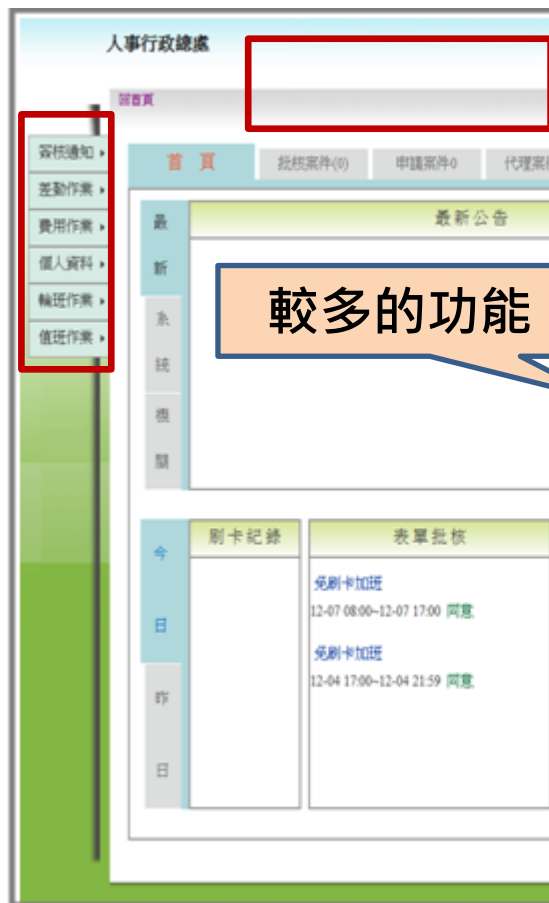 人事行政總處
回首頁
簽核通知
差勤作業
費用作業
個人資料
輪班作業
值班作業
首 頁
批核案件(0)
申請案件0
代理案
最新
系統
機關
最新公告
較多的功能
今日
昨日
刷卡紀錄
表單批核
免刷卡加班
12-07 08:00~12-07 17:00 同意
免刷卡加班
12-04 17:00~12-04 21:59 同意